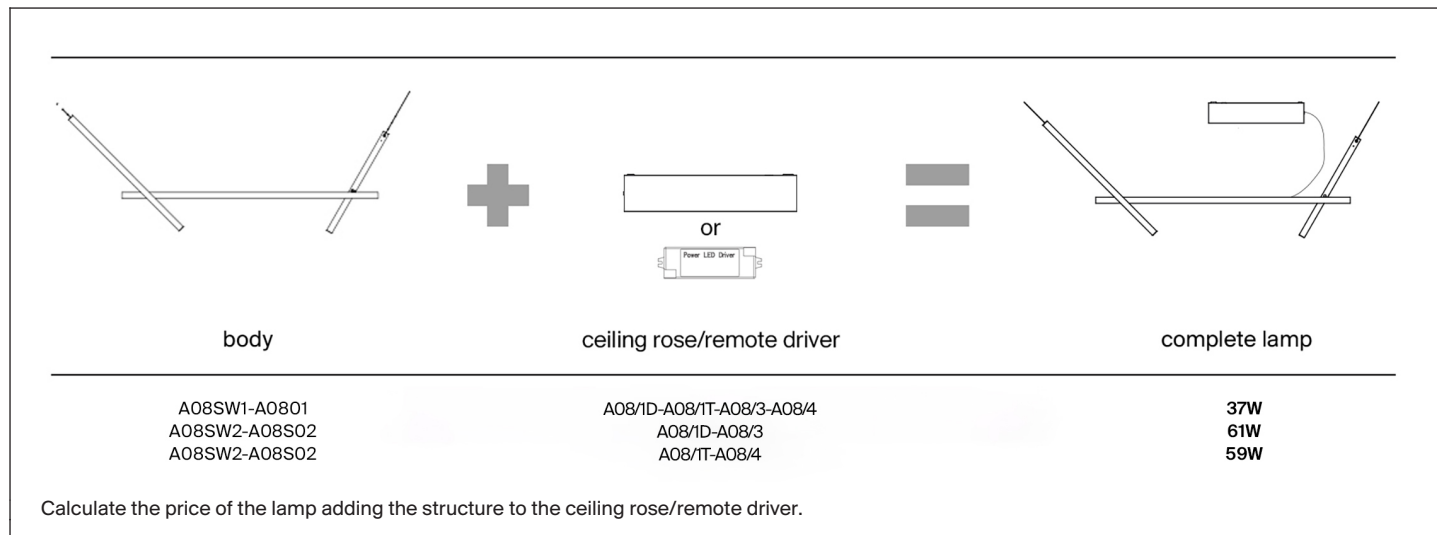 or
Power LED Driver
body ceiling rose/remote driver complete lamp
A08SW1-A0801 A08/1D-A08/1T-A08/3-A08/4 37W
A08SW2-A08S02 A08/1D-A08/3 61W
A08SW2-A08S02 A08/1T-A08/4 59W
Calculate the price of the lamp adding the structure to the ceiling rose/remote driver.